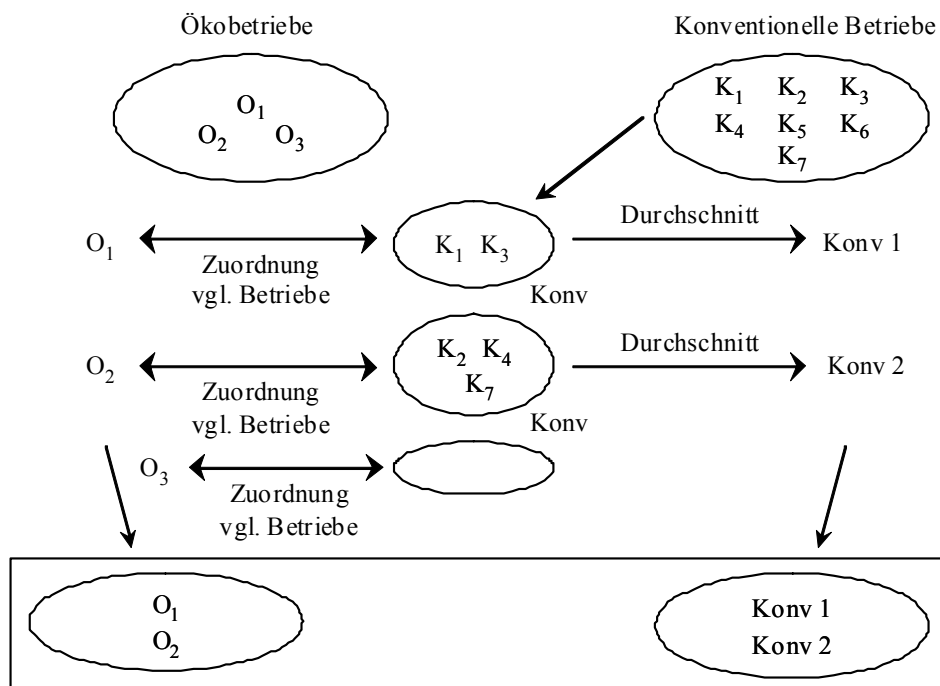 Ökobetriebe Konventionelle Betriebe
O₁
O₂ O₃
K₁ K₂ K₃
K₄ K₅ K₆
K₇
O₁ K₁ K₃ Durchschnitt Konv 1
Zuordnung
vgl. Betriebe
Konv
O₂ K₂ K₄ Durchschnitt Konv 2
K₇
Zuordnung
vgl. Betriebe
Konv
O₃
Zuordnung
vgl. Betriebe
O₁
O₂
Konv 1
Konv 2